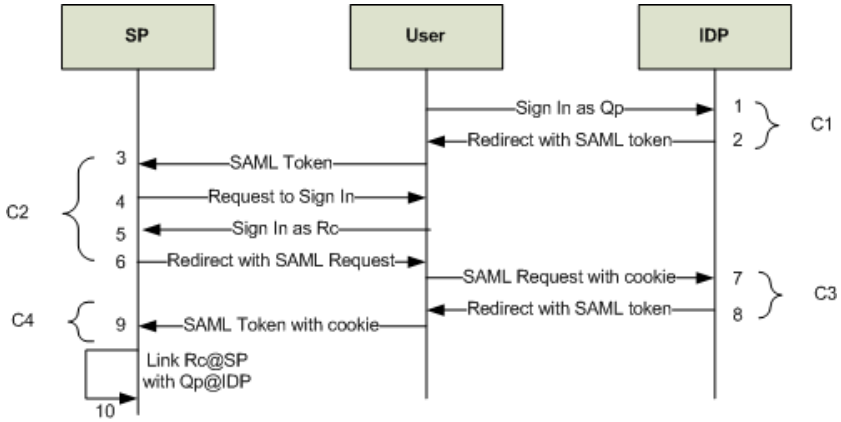 SP
User
IDP
Sign In as Qp
1
Redirect with SAML token
2
C1
3
SAML Token
4
Request to Sign In
C2
5
Sign In as Rc
6
Redirect with SAML Request
SAML Request with cookie
7
Redirect with SAML token
8
C3
C4
9
SAML Token with cookie
Link Rc@SP
with Qp@IDP
10